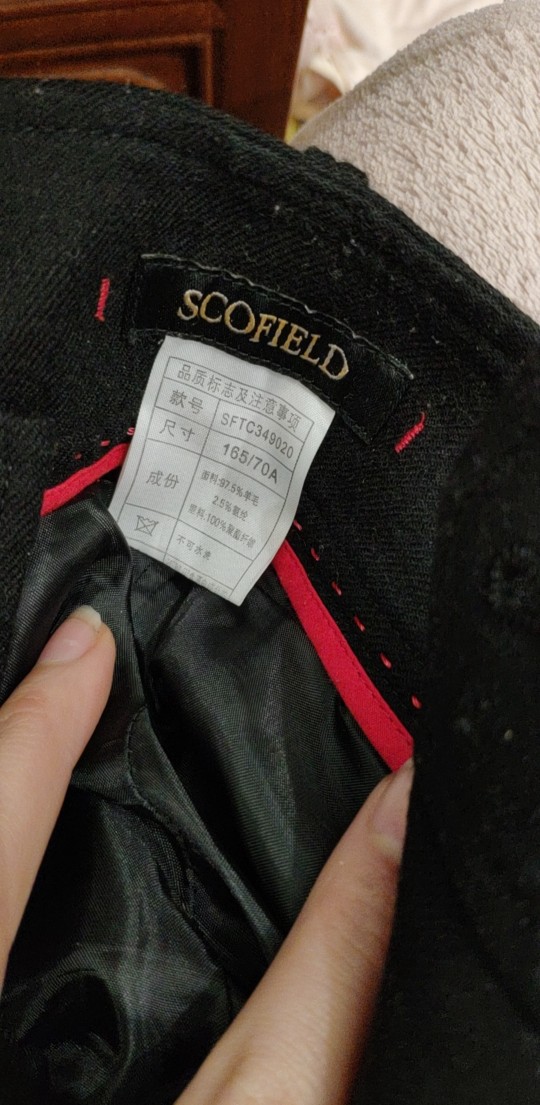 SCOFIELD
品质标志及注意事项
款号 SFTC349020
尺寸 165/70A
成份 面料:97.5%羊毛
2.5%氨纶
里料:100%聚酯纤维
不可水洗